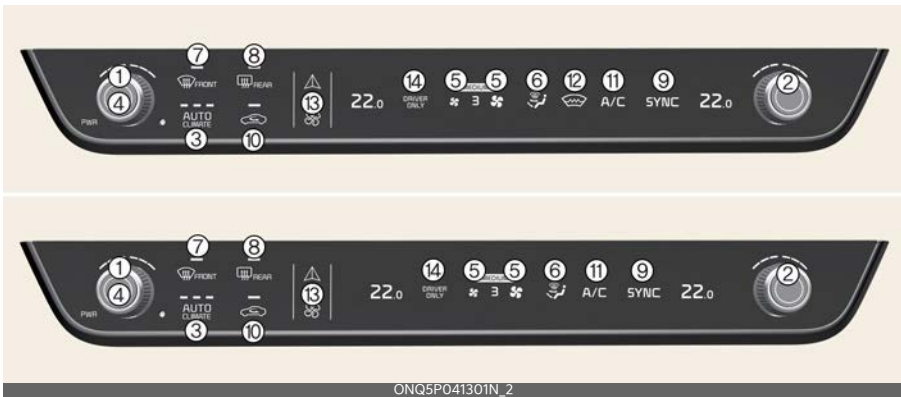 ⑦ ⑧
① FRONT REAR ⑭ ⑤ ⑤ ⑥ ⑫ ⑪ ⑨ ②
④ ⑬ 22.0 DRIVER 3 A/C SYNC 22.0
ONLY
PWR AUTO
CLIMATE
③ ⑩
⑦ ⑧
① FRONT REAR ⑭ ⑤ ⑤ ⑥ ⑪ ⑨ ②
④ ⑬ 22.0 DRIVER 3 A/C SYNC 22.0
ONLY
PWR AUTO
CLIMATE
③ ⑩
ONQ5P041301N_2